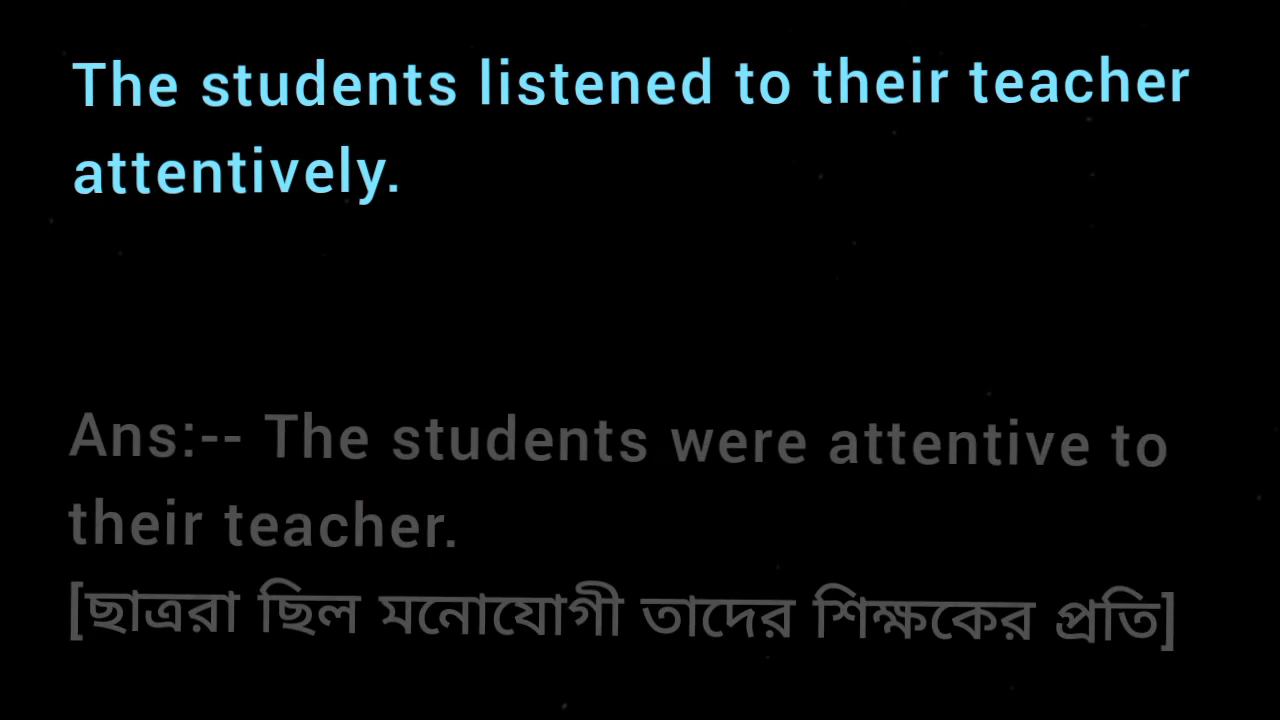 The students listened to their teacher
attentively.
Ans:-- The students were attentive to
their teacher.
[ছাত্ররা ছিল মনোযোগী তাদের শিক্ষকের প্রতি]